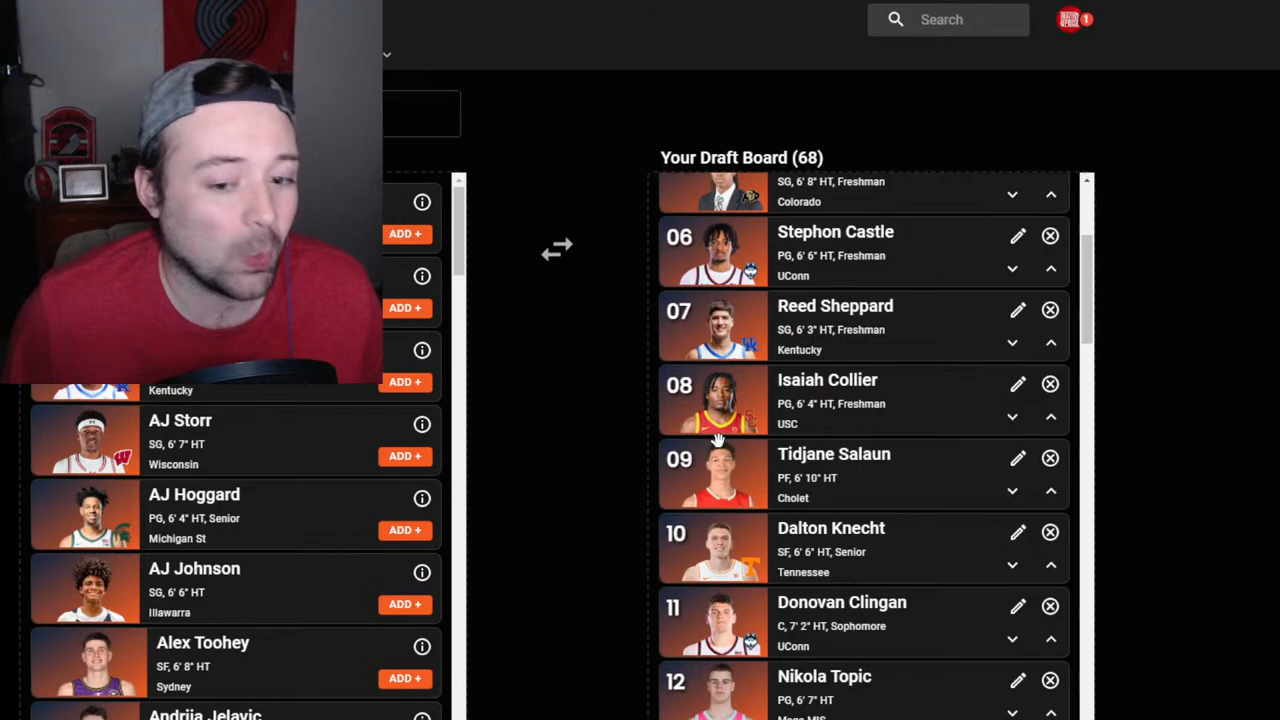 Search
1
Your Draft Board (68)
ADD +
ADD +
ADD +
Kentucky
AJ Storr
SG, 6' 7" HT
Wisconsin
ADD +
AJ Hoggard
PG, 6' 4" HT, Senior
Michigan St
ADD +
AJ Johnson
SG, 6' 6" HT
Illawarra
ADD +
Alex Toohey
SF, 6' 8" HT
Sydney
ADD +
Andrija Jelavic
SG, 6' 8" HT, Freshman
Colorado
06
Stephon Castle
PG, 6' 6" HT, Freshman
UConn
07
Reed Sheppard
SG, 6' 3" HT, Freshman
Kentucky
08
Isaiah Collier
PG, 6' 4" HT, Freshman
USC
09
Tidjane Salaun
PF, 6' 10" HT
Cholet
10
Dalton Knecht
SF, 6' 6" HT, Senior
Tennessee
11
Donovan Clingan
C, 7' 2" HT, Sophomore
UConn
12
Nikola Topic
PG, 6' 7" HT
Mega MIS